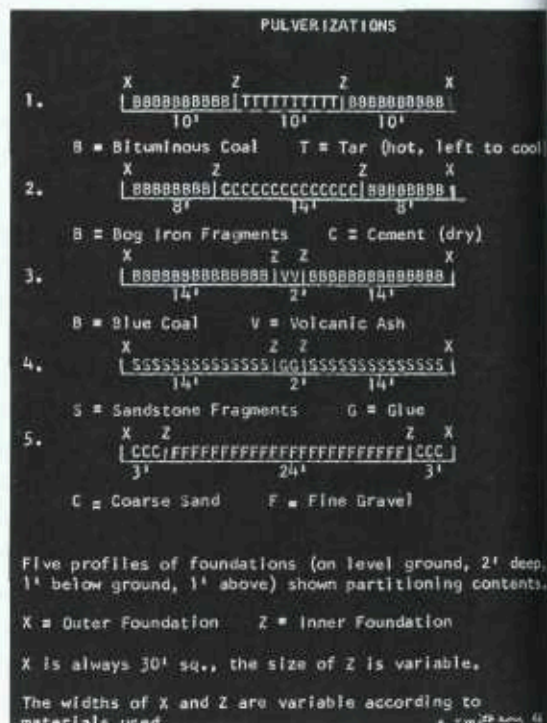 PULVERIZATIONS
X Z Z X
1. | BBBBBBBBBB|TTTTTTTTTT|BBBBBBBBBB
10' 10' 10'
B = Bituminous Coal T = Tar (hot, left to cool
X Z Z X
2. | BBBBBBBB|CCCCCCCCCCCCCC|BBBBBBBB
8' 14' 8'
B = Bog Iron Fragments C = Cement (dry)
X Z Z X
3. | BBBBBBBBBBBBBB|VV|BBBBBBBBBBBBBB |
14' 2' 14'
B = Blue Coal V = Volcanic Ash
X Z Z X
4. | SSSSSSSSSSSSSS|GG|SSSSSSSSSSSSSS |
14' 2' 14'
S = Sandstone Fragments G = Glue
X Z Z X
5. | CCC|FFFFFFFFFFFFFFFFFFFFFFFF|CCC |
3' 24' 3'
C = Coarse Sand F = Fine Gravel
Five profiles of foundations (on level ground, 2' deep,
1' below ground, 1' above) shown partitioning contents.
X = Outer Foundation Z = Inner Foundation
X is always 30' sq., the size of Z is variable.
The widths of X and Z are variable according to
materials used